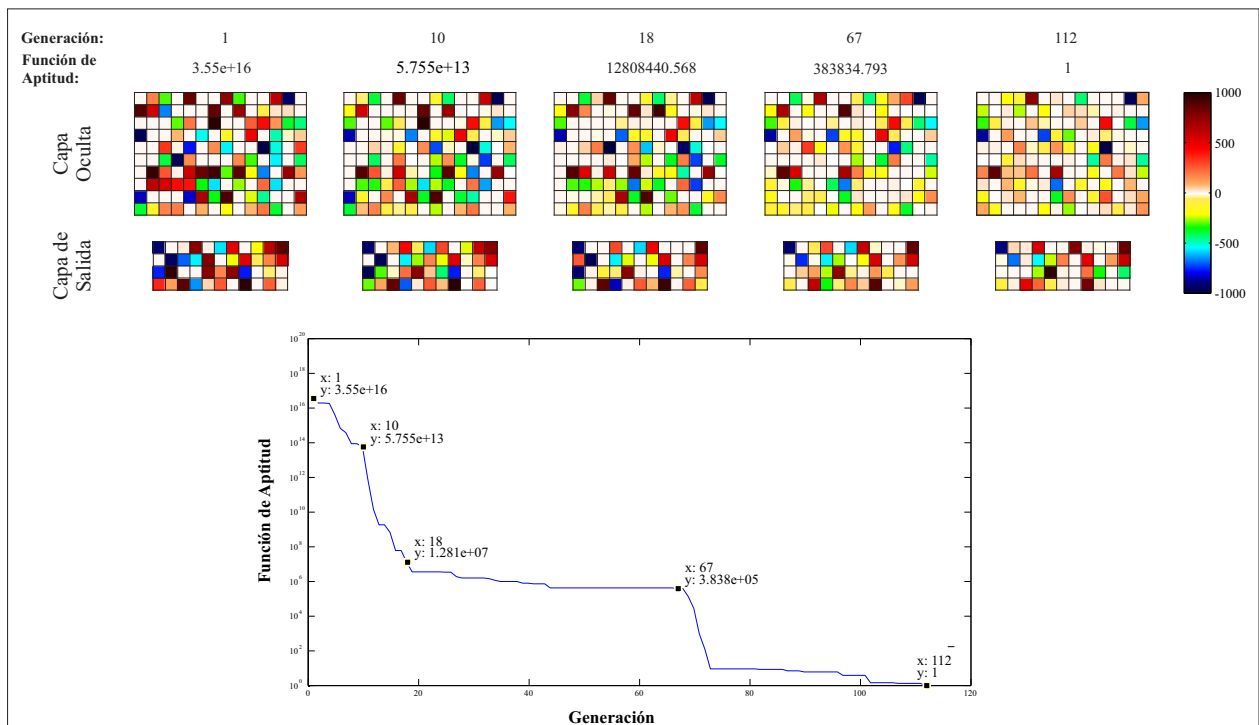 Generación: 1 10 18 67 112
Función de Aptitud: 3.55e+16 5.755e+13 12808440.568 383834.793 1
Capa Oculta
1000
500
0
-500
-1000
Capa de Salida
10^20
10^18
10^16
10^14
10^12
10^10
10^8
10^6
10^4
10^2
10^0
Función de Aptitud
x: 1
y: 3.55e+16
x: 10
y: 5.755e+13
x: 18
y: 1.281e+07
x: 67
y: 3.838e+05
x: 112
y: 1
0 20 40 60 80 100 120
Generación